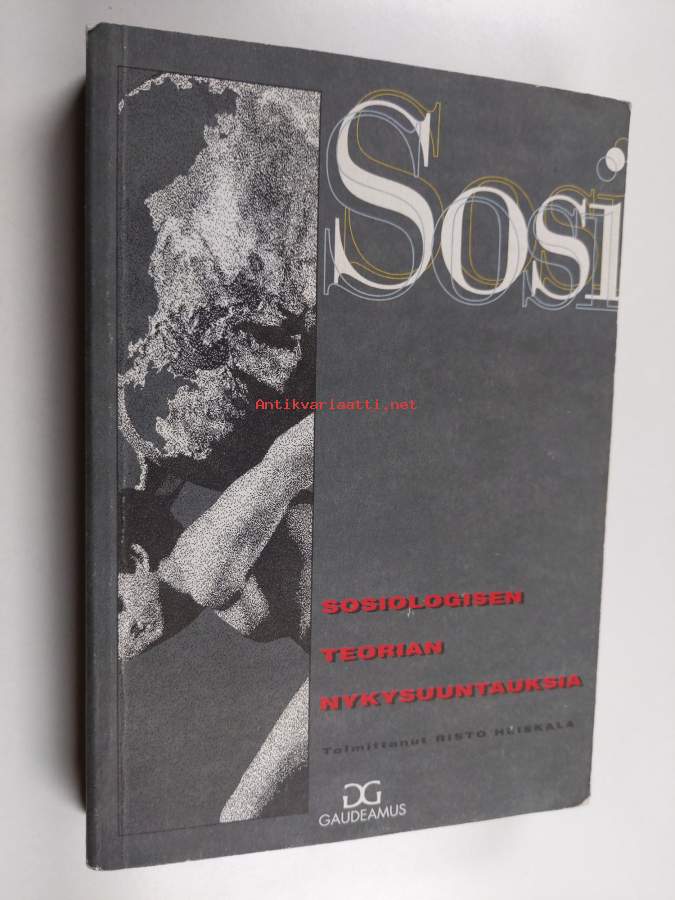 Sosi
Antikvariaatti.net
SOSIOLOGISEN
TEORIAN
NYKYSUUNTAUKSIA
Toimittanut RISTO HEISKALA
GAUDEAMUS